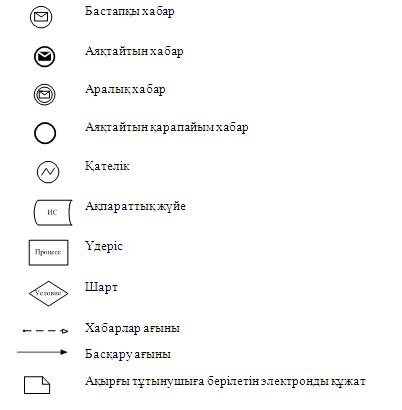 Бастапқы хабар
Аяқтайтын хабар
Аралық хабар
Аяқтайтын қарапайым хабар
Қателік
ИС
Ақпараттық жүйе
Процесс
Үдеріс
Условие
Шарт
Хабарлар ағыны
Басқару ағыны
Ақырғы тұтынушыға берілетін электронды құжат